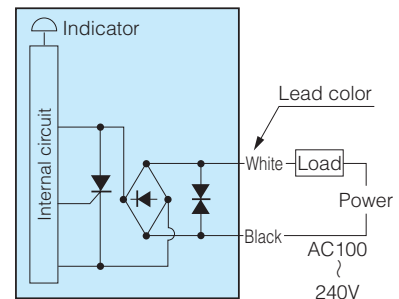 Indicator
Internal circuit
Lead color
White
Load
Power
Black
AC100
~
240V